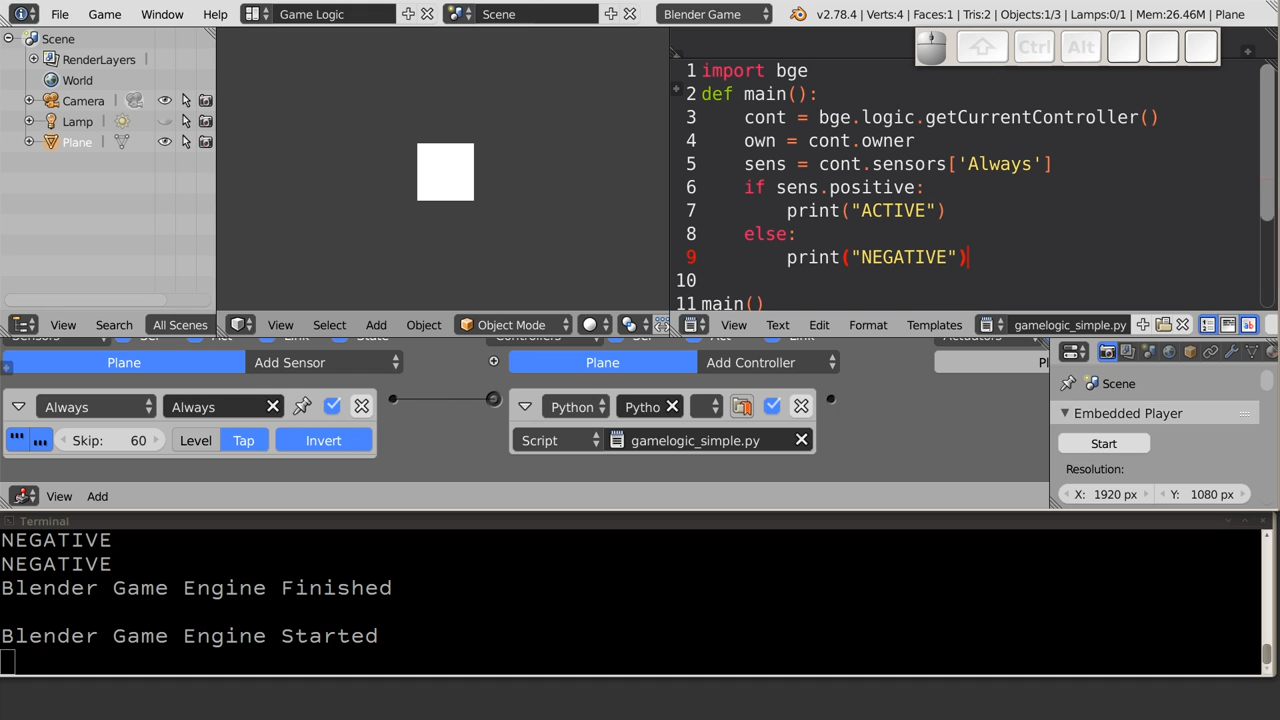 File Game Window Help Game Logic Scene Blender Game v2.78.4 | Verts:4 | Faces:1 | Tris:2 | Objects:1/3 | Lamps:0/1 | Mem:26.46M | Plane
Ctrl Alt
Scene
RenderLayers
World
Camera
Lamp
Plane
View Search All Scenes
View Select Add Object Object Mode
1 import bge
2 def main():
3 cont = bge.logic.getCurrentController()
4 own = cont.owner
5 sens = cont.sensors['Always']
6 if sens.positive:
7 print("ACTIVE")
8 else:
9 print("NEGATIVE")
10
11 main()
View Text Edit Format Templates gamelogic_simple.py
Plane Add Sensor Plane Add Controller Pl
Always Always Python Pytho
Skip: 60 Level Tap Invert Script gamelogic_simple.py
View Add
Scene
Embedded Player
Start
Resolution:
X: 1920 px Y: 1080 px
Terminal
NEGATIVE
NEGATIVE
Blender Game Engine Finished
Blender Game Engine Started